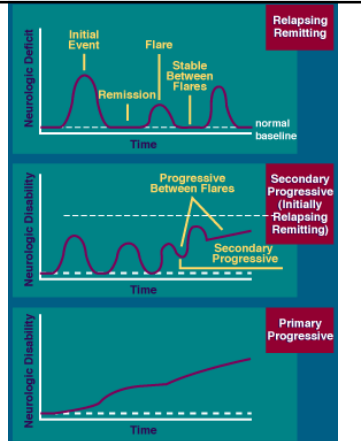 Relapsing
Remitting
Neurologic Deficit
Initial
Event
Flare
Remission
Stable
Between
Flares
normal
baseline
Time
Secondary
Progressive
(Initially
Relapsing
Remitting)
Neurologic Disability
Progressive
Between Flares
Secondary
Progressive
Time
Primary
Progressive
Neurologic Disability
Time